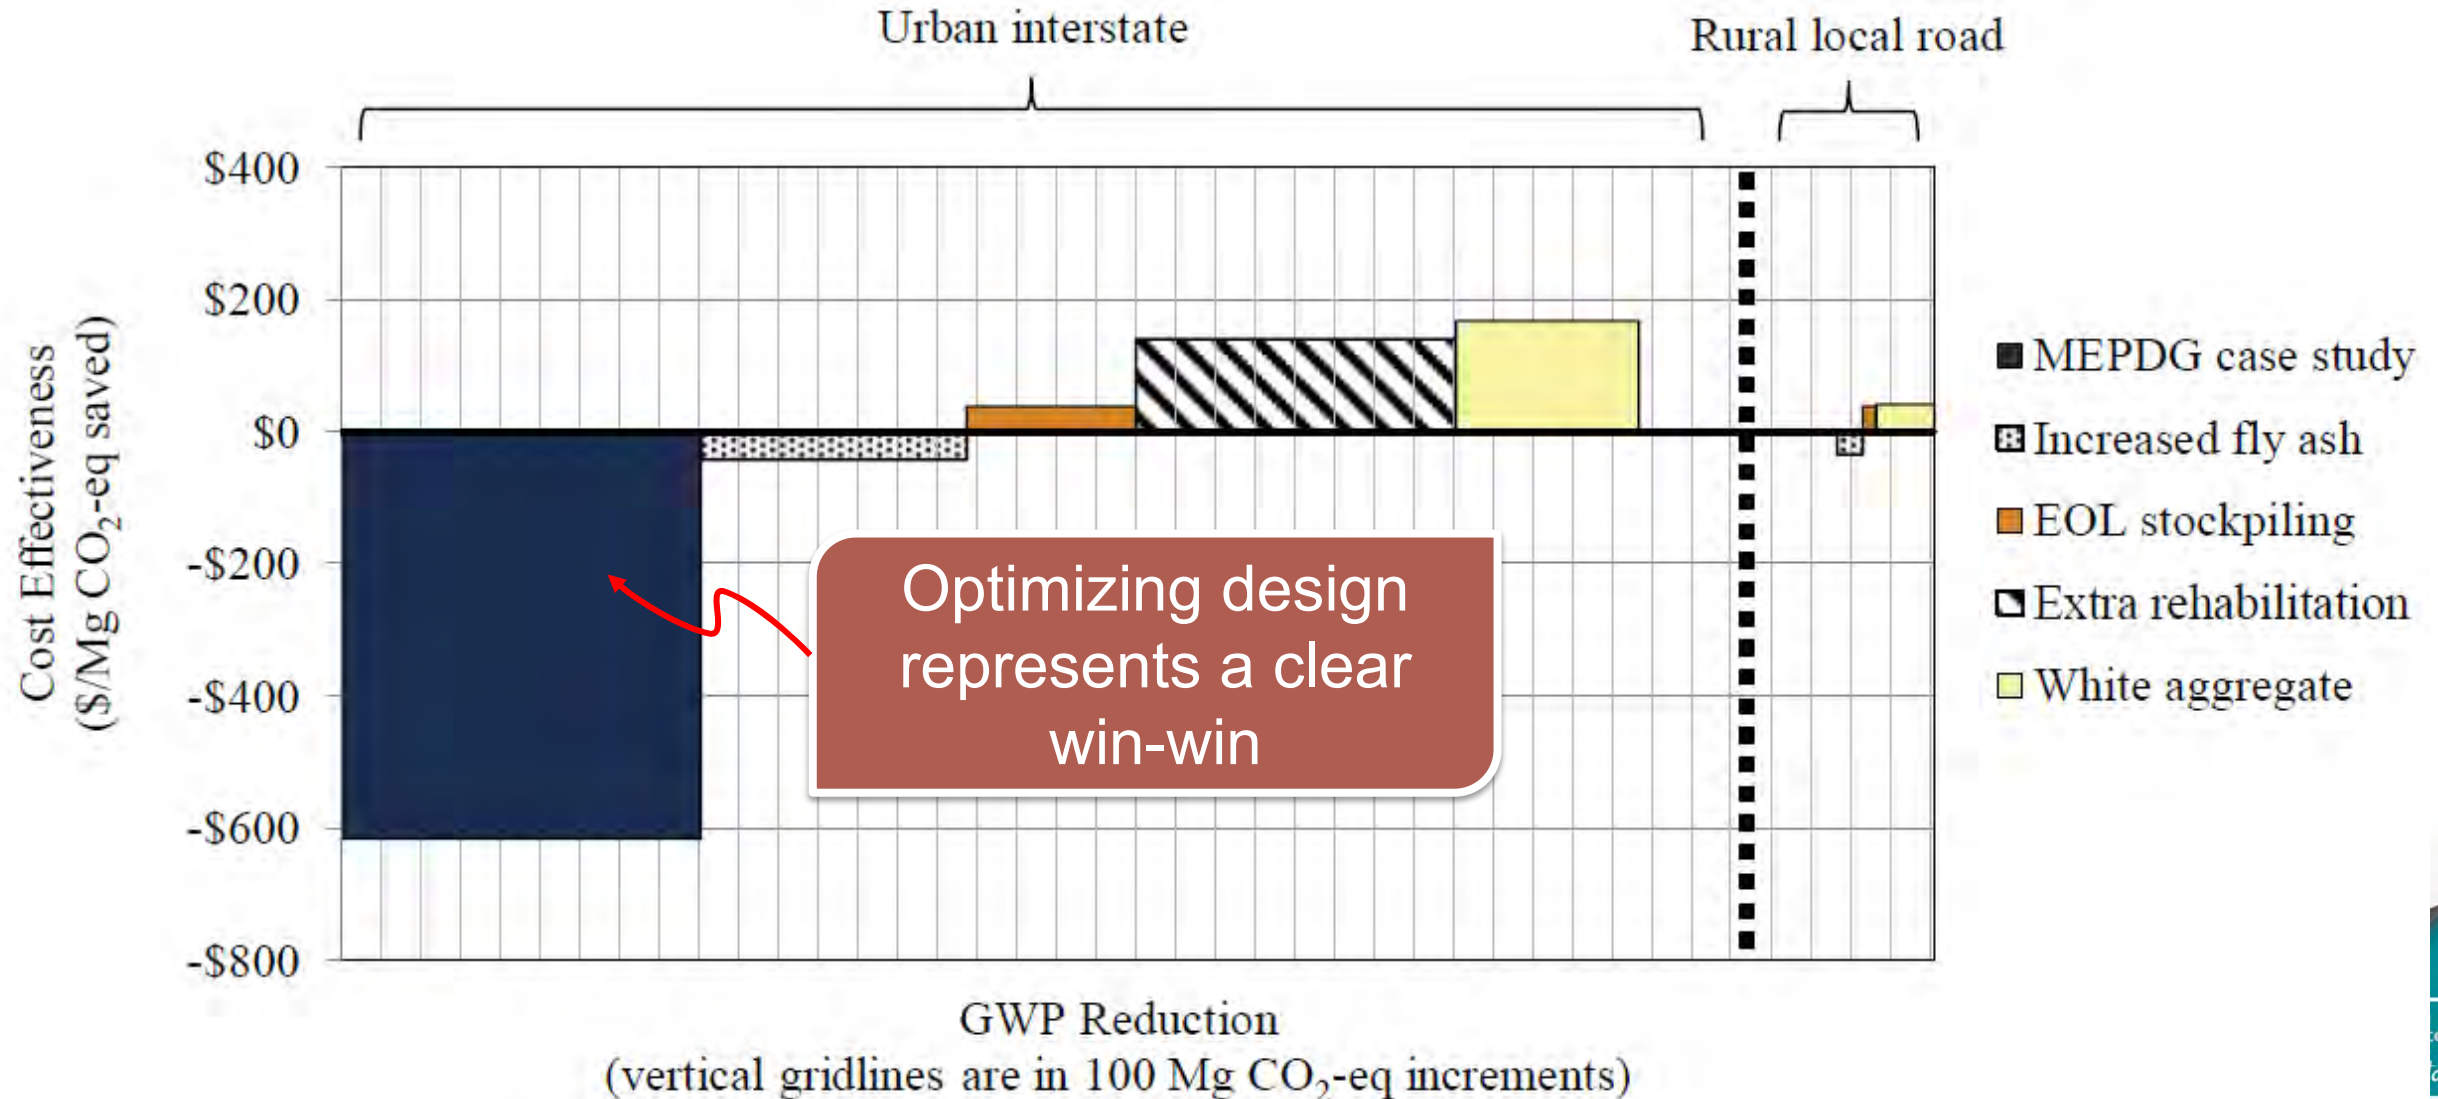 Urban interstate
Rural local road
$400
$200
$0
-$200
-$400
-$600
-$800
Cost Effectiveness
($/Mg CO₂-eq saved)
Optimizing design
represents a clear
win-win
MEPDG case study
Increased fly ash
EOL stockpiling
Extra rehabilitation
White aggregate
GWP Reduction
(vertical gridlines are in 100 Mg CO₂-eq increments)